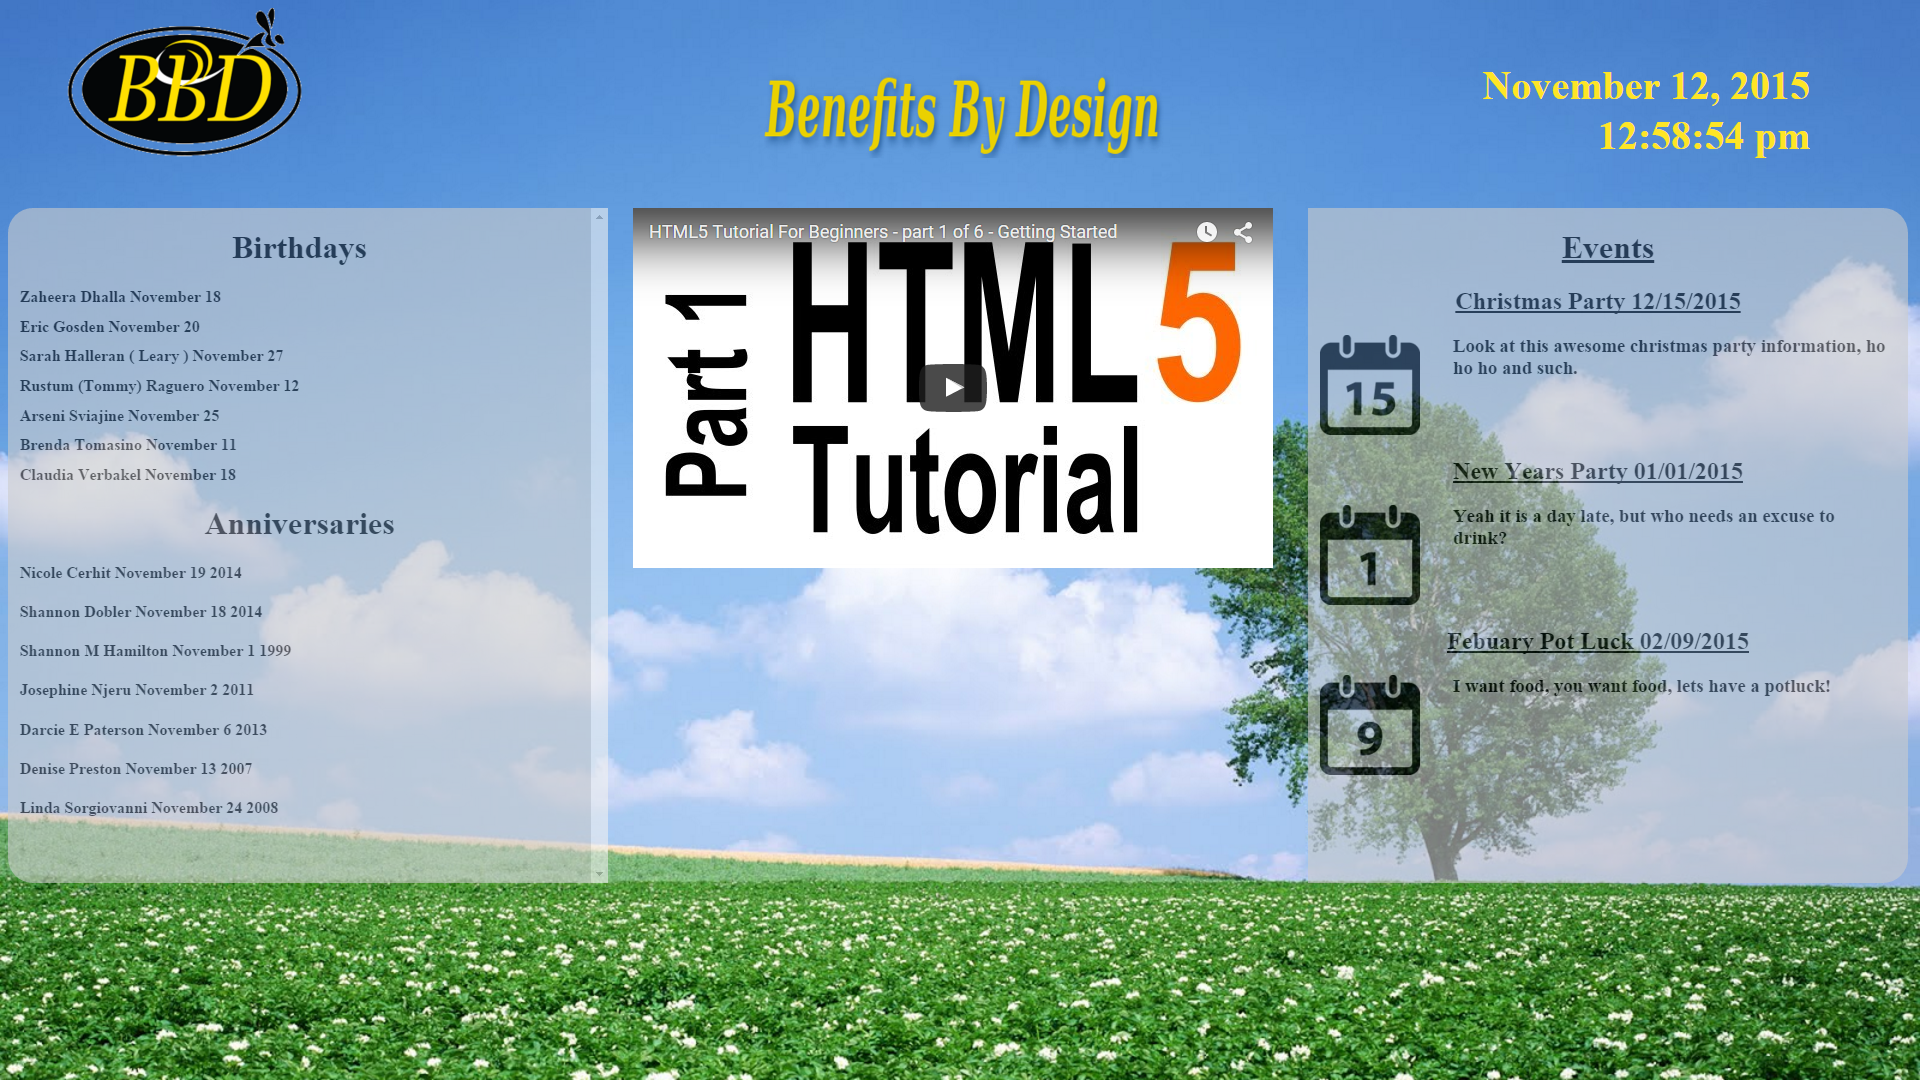 BBD
Benefits By Design
November 12, 2015
12:58:54 pm
Birthdays
Zaheera Dhalla November 18
Eric Gosden November 20
Sarah Halleran ( Leary ) November 27
Rustum (Tommy) Raguero November 12
Arseni Sviajine November 25
Brenda Tomasino November 11
Claudia Verbakel November 18
Anniversaries
Nicole Cerhit November 19 2014
Shannon Dobler November 18 2014
Shannon M Hamilton November 1 1999
Josephine Njeru November 2 2011
Darcie E Paterson November 6 2013
Denise Preston November 13 2007
Linda Sorgiovanni November 24 2008
HTML5 Tutorial For Beginners - part 1 of 6 - Getting Started
Part 1
HTML5
Tutorial
Events
Christmas Party 12/15/2015
Look at this awesome christmas party information, ho
ho ho and such.
15
New Years Party 01/01/2015
Yeah it is a day late, but who needs an excuse to
drink?
1
Febuary Pot Luck 02/09/2015
I want food. you want food, lets have a potluck!
9